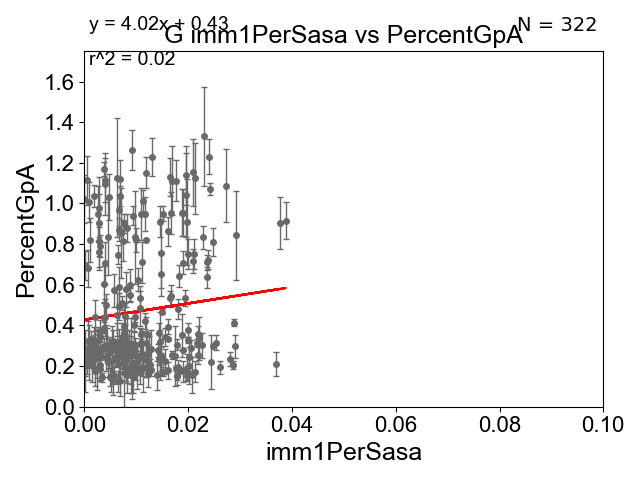 y = 4.02x + 0.43
N = 322
G imm1PerSasa vs PercentGpA
r^2 = 0.02
1.6
1.4
1.2
1.0
0.8
0.6
0.4
0.2
0.0
PercentGpA
0.00 0.02 0.04 0.06 0.08 0.10
imm1PerSasa